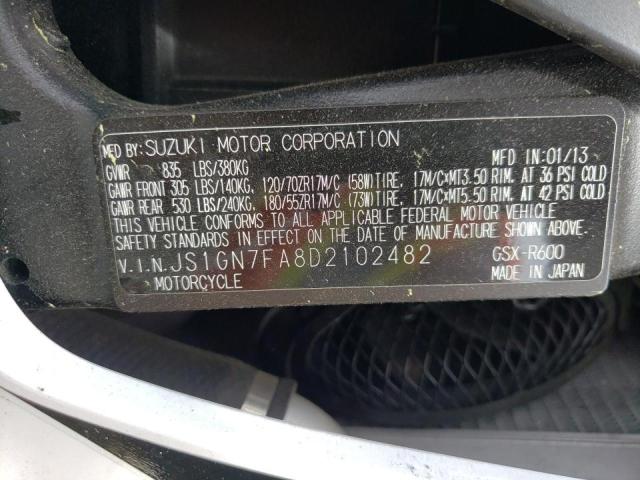 MFD BY: SUZUKI MOTOR CORPORATION MFD IN: 01/13
GVWR 835 LBS/380KG
GAWR FRONT 305 LBS/140KG, 120/70ZR17M/C (58W) TIRE, 17M/C×MT3.50 RIM. AT 36 PSI COLD
GAWR REAR 530 LBS/240KG, 180/55ZR17M/C (73W) TIRE, 17M/C×MT5.50 RIM. AT 42 PSI COLD
THIS VEHICLE CONFORMS TO ALL APPLICABLE FEDERAL MOTOR VEHICLE
SAFETY STANDARDS IN EFFECT ON THE DATE OF MANUFACTURE SHOWN ABOVE.
V.I.N. JS1GN7FA8D2102482 GSX-R600
MOTORCYCLE MADE IN JAPAN